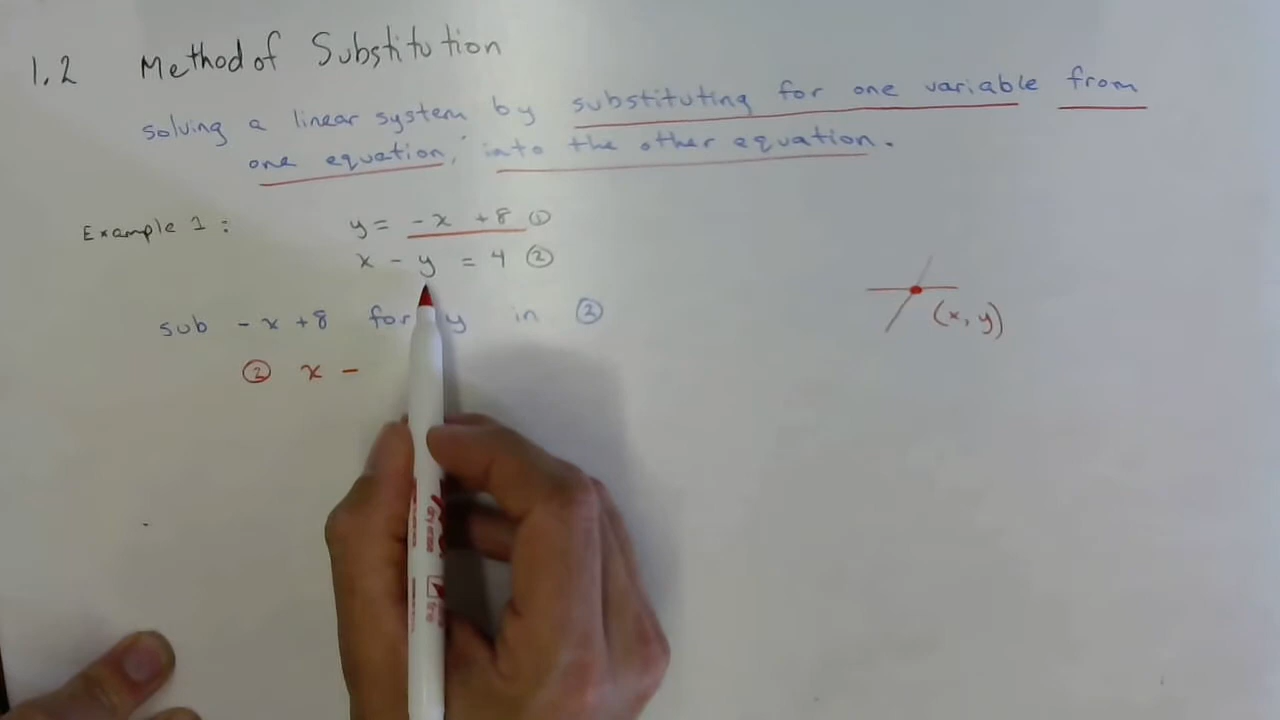 1.2 Method of Substitution
solving a linear system by substituting for one variable from
one equation, into the other equation.
Example 1: y = -x + 8 ①
x - y = 4 ②
sub -x + 8 for y in ②
(x, y)
② x -